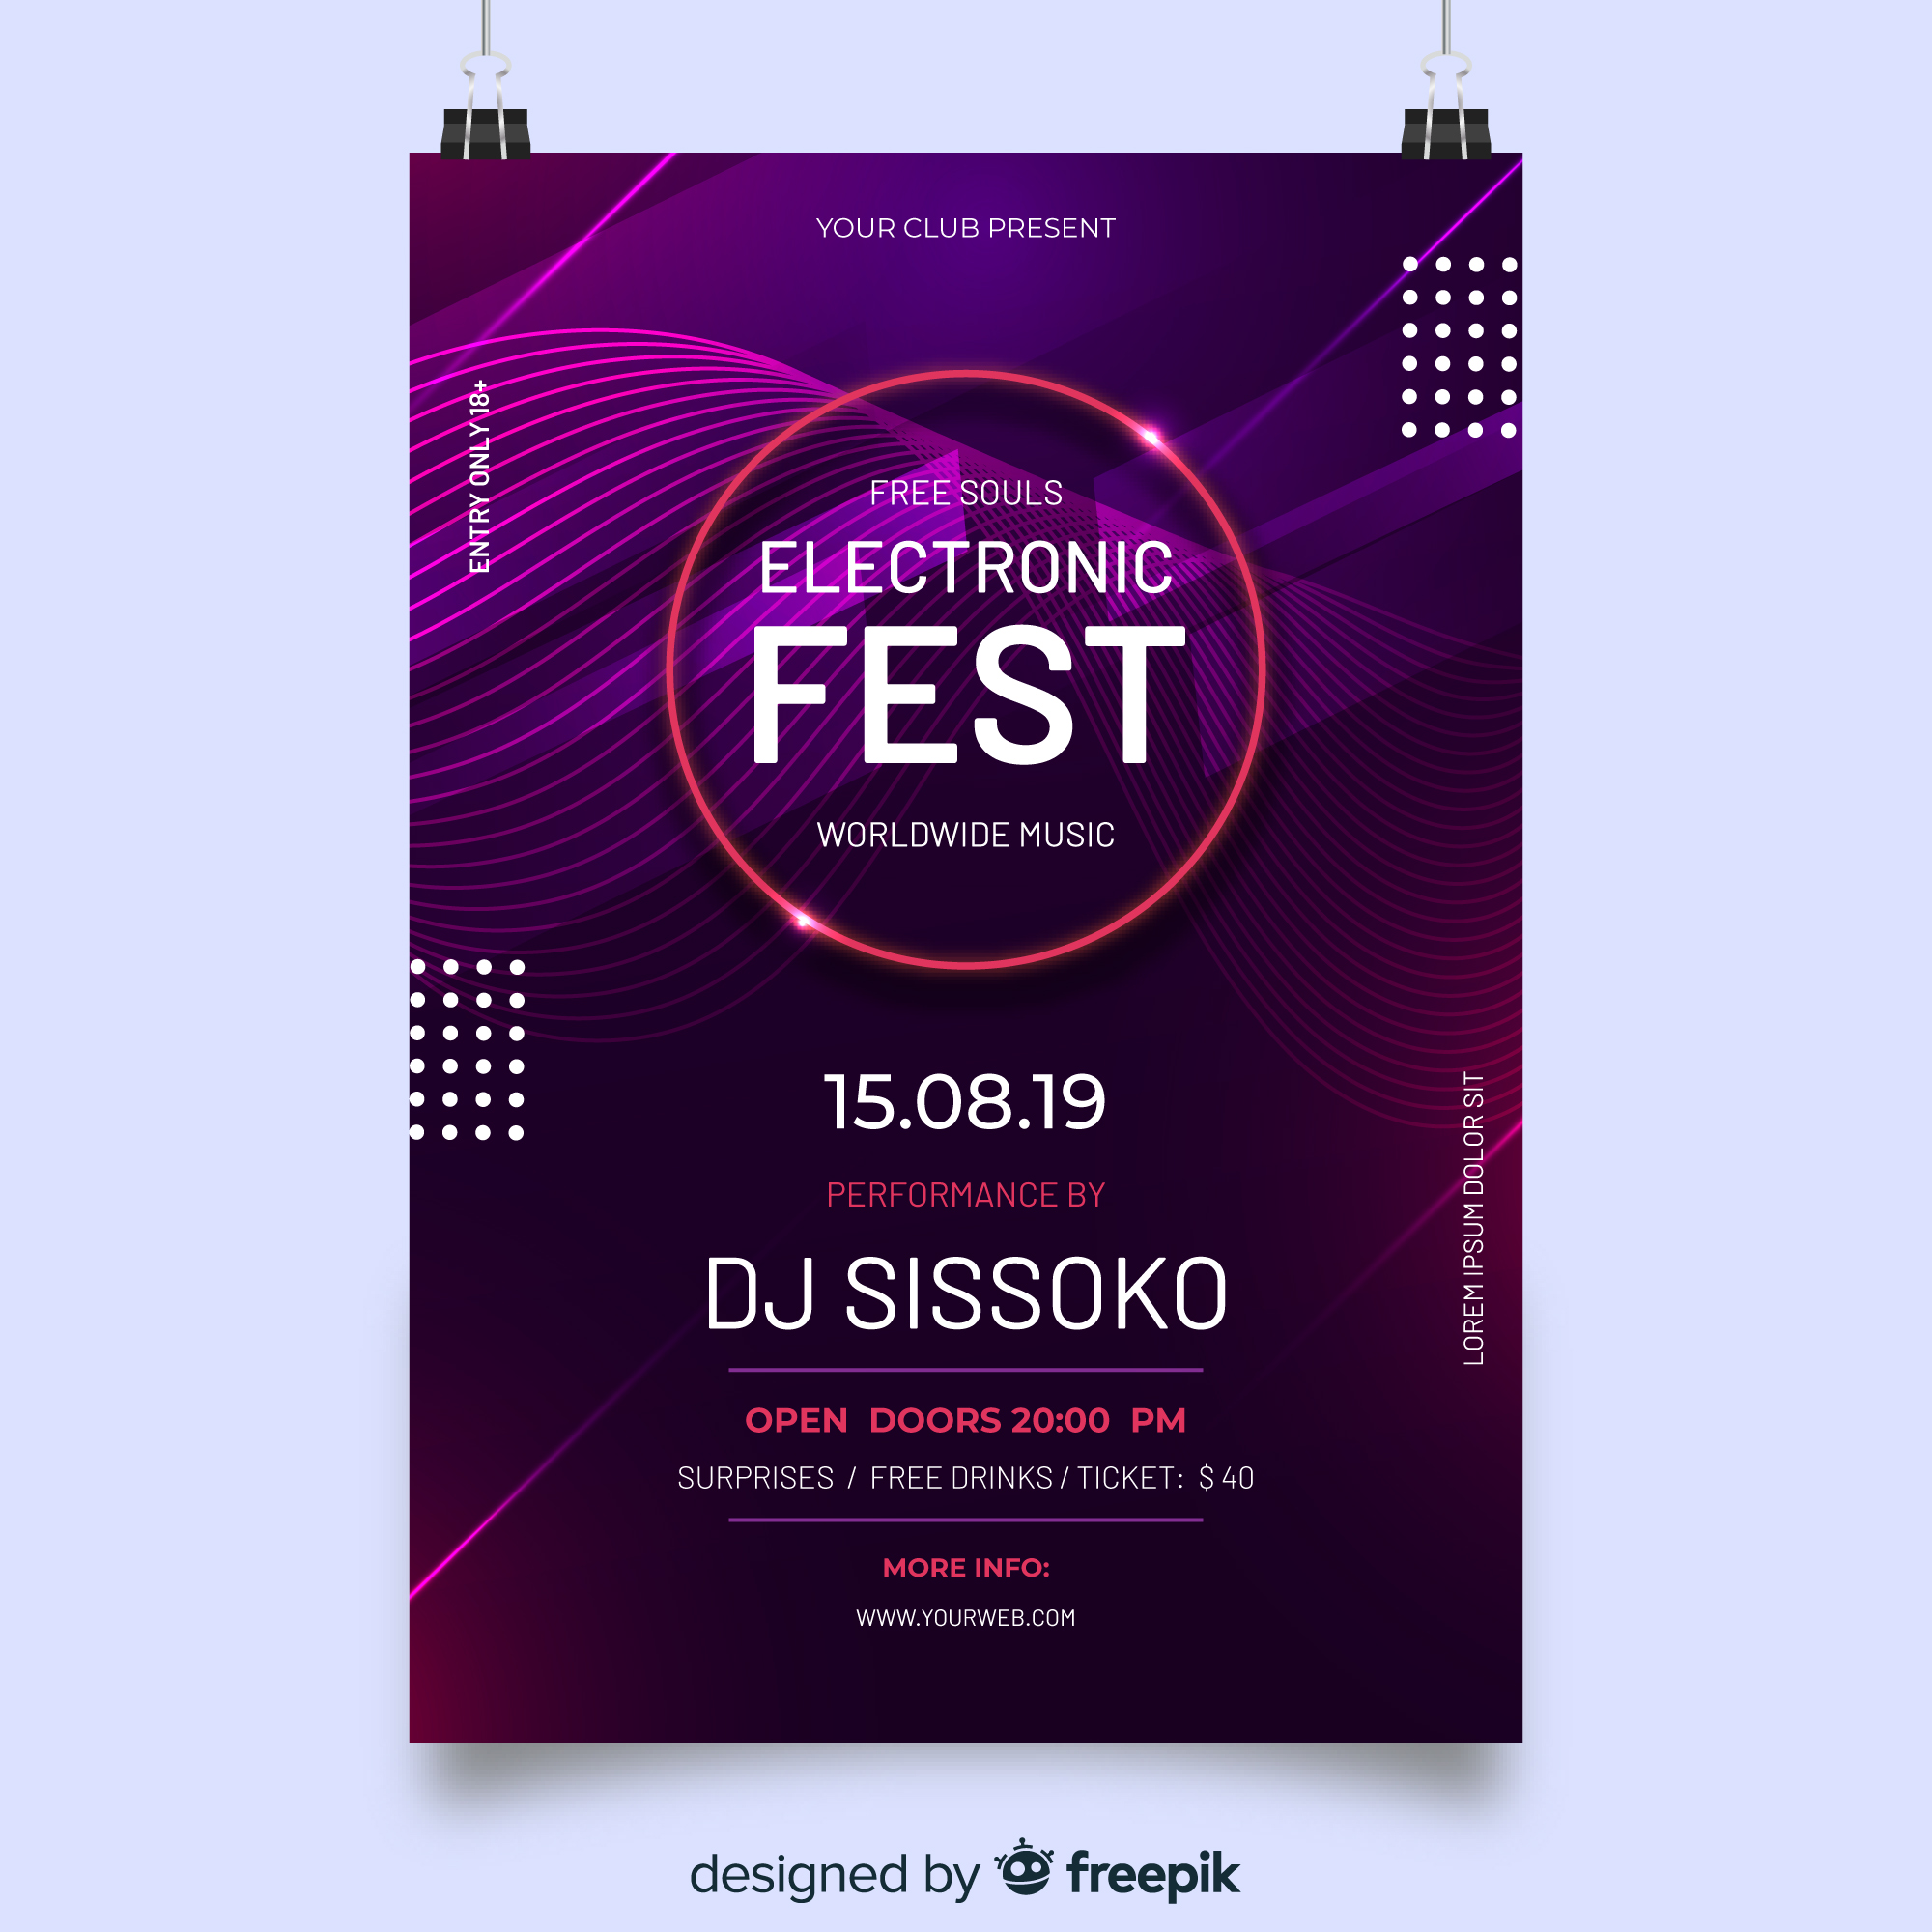 YOUR CLUB PRESENT
ENTRY ONLY 18+
FREE SOULS
ELECTRONIC
FEST
WORLDWIDE MUSIC
15.08.19
PERFORMANCE BY
DJ SISSOKO
LOREM IPSUM DOLOR SIT
OPEN DOORS 20:00 PM
SURPRISES / FREE DRINKS / TICKET: $ 40
MORE INFO:
WWW.YOURWEB.COM
designed by freepik